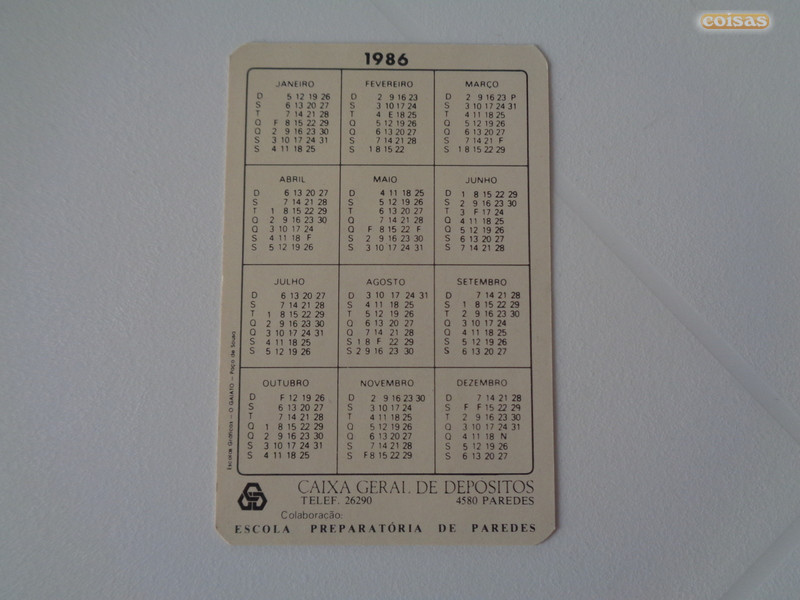 coisas
1986
JANEIRO
D 5 12 19 26
S 6 13 20 27
T 7 14 21 28
Q F 8 15 22 29
Q 2 9 16 23 30
S 3 10 17 24 31
S 4 11 18 25
FEVEREIRO
D 2 9 16 23
S 3 10 17 24
T 4 E 18 25
Q 5 12 19 26
Q 6 13 20 27
S 7 14 21 28
S 1 8 15 22
MARÇO
D 2 9 16 23 P
S 3 10 17 24 31
T 4 11 18 25
Q 5 12 19 26
Q 6 13 20 27
S 7 14 21 F
S 1 8 15 22 29
ABRIL
D 6 13 20 27
S 7 14 21 28
T 1 8 15 22 29
Q 2 9 16 23 30
Q 3 10 17 24
S 4 11 18 F
S 5 12 19 26
MAIO
D 4 11 18 25
S 5 12 19 26
T 6 13 20 27
Q 7 14 21 28
Q F 8 15 22 F
S 2 9 16 23 30
S 3 10 17 24 31
JUNHO
D 1 8 15 22 29
S 2 9 16 23 30
T 3 F 17 24
Q 4 11 18 25
Q 5 12 19 26
S 6 13 20 27
S 7 14 21 28
JULHO
D 6 13 20 27
S 7 14 21 28
T 1 8 15 22 29
Q 2 9 16 23 30
Q 3 10 17 24 31
S 4 11 18 25
S 5 12 19 26
AGOSTO
D 3 10 17 24 31
S 4 11 18 25
T 5 12 19 26
Q 6 13 20 27
Q 7 14 21 28
S 1 8 F 22 29
S 2 9 16 23 30
SETEMBRO
D 7 14 21 28
S 1 8 15 22 29
T 2 9 16 23 30
Q 3 10 17 24
Q 4 11 18 25
S 5 12 19 26
S 6 13 20 27
OUTUBRO
D F 12 19 26
S 6 13 20 27
T 7 14 21 28
Q 1 8 15 22 29
Q 2 9 16 23 30
S 3 10 17 24 31
S 4 11 18 25
NOVEMBRO
D 2 9 16 23 30
S 3 10 17 24
T 4 11 18 25
Q 5 12 19 26
Q 6 13 20 27
S 7 14 21 28
S F 8 15 22 29
DEZEMBRO
D 7 14 21 28
S F F 15 22 29
T 2 9 16 23 30
Q 3 10 17 24 31
Q 4 11 18 N
S 5 12 19 26
S 6 13 20 27
Escolas Gráficas — O GAIATO — Paço de Sousa
CAIXA GERAL DE DEPOSITOS
TELEF. 26290 4580 PAREDES
Colaboração:
ESCOLA PREPARATÓRIA DE PAREDES